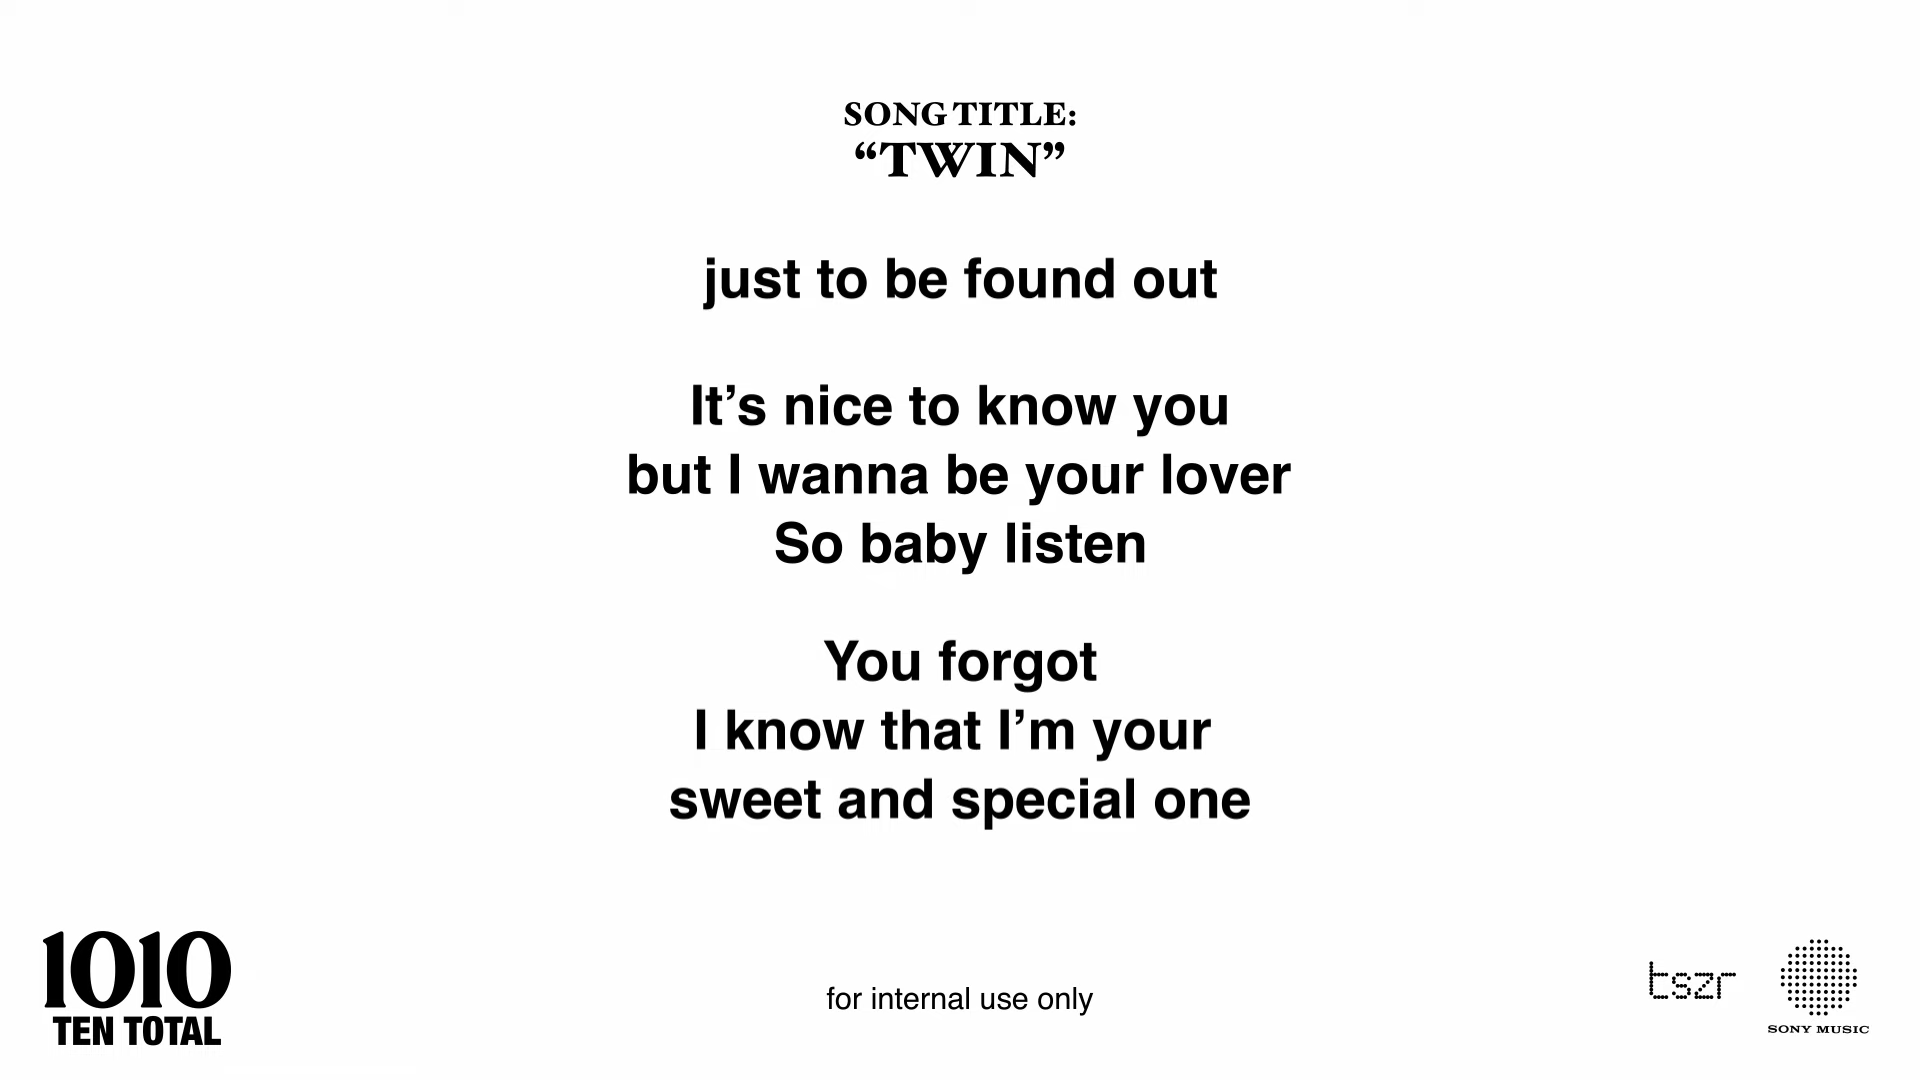 SONG TITLE:
“TWIN”
just to be found out
It’s nice to know you
but I wanna be your lover
So baby listen
You forgot
I know that I’m your
sweet and special one
1010
TEN TOTAL
for internal use only
tszr
SONY MUSIC